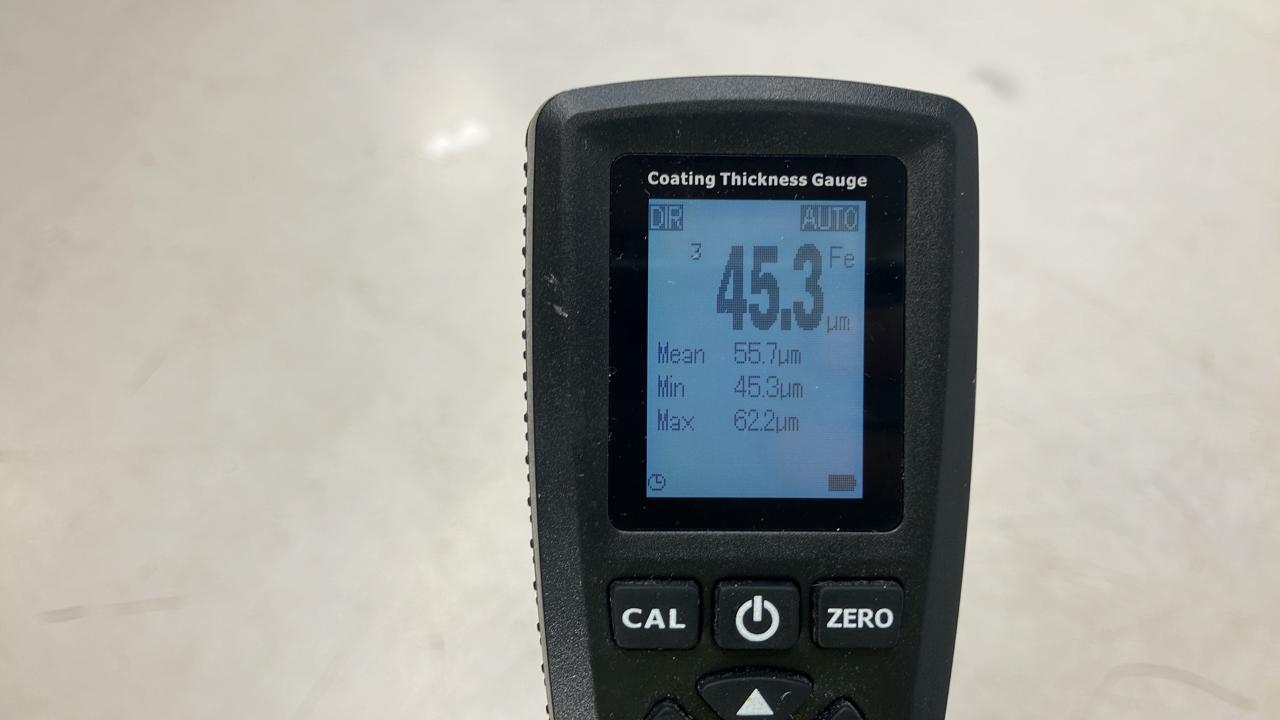 Coating Thickness Gauge
DIR AUTO
3 45.3 Fe
µm
Mean 55.7µm
Min 45.3µm
Max 62.2µm
CAL ZERO